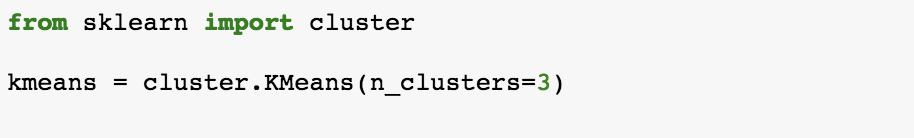 from sklearn import cluster
kmeans = cluster.KMeans(n_clusters=3)